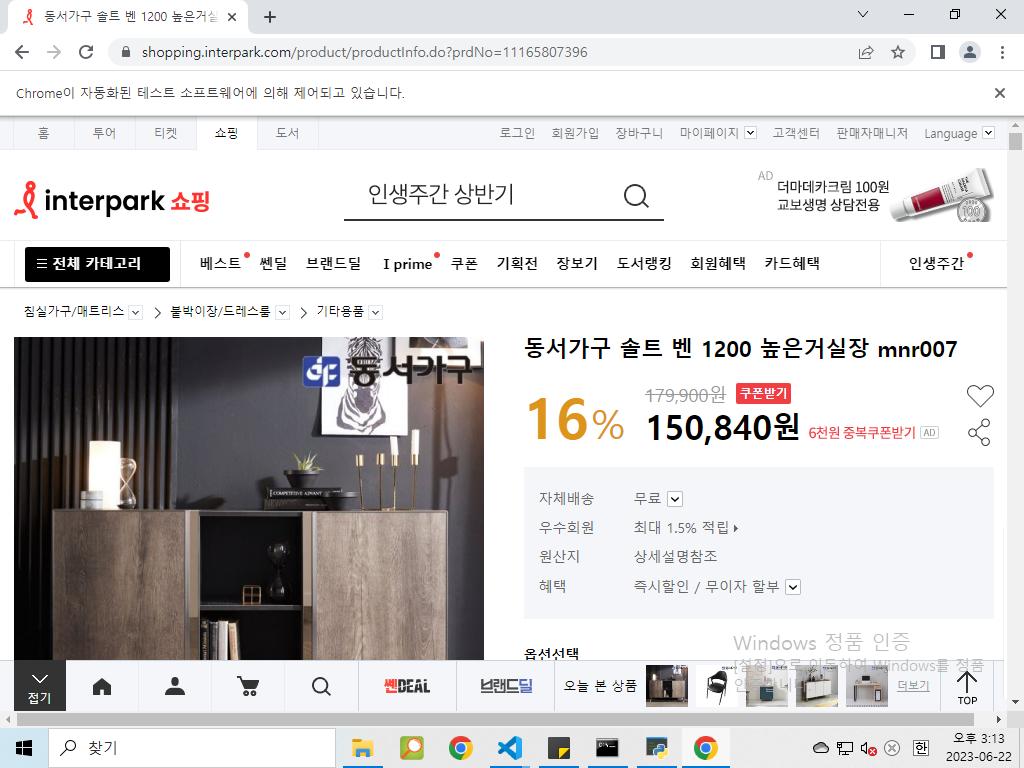 동서가구 솔트 벤 1200 높은거실
shopping.interpark.com/product/productInfo.do?prdNo=11165807396
Chrome이 자동화된 테스트 소프트웨어에 의해 제어되고 있습니다.
홈 투어 티켓 쇼핑 도서 로그인 회원가입 장바구니 마이페이지 고객센터 판매자매니저 Language
interpark 쇼핑 인생주간 상반기
AD 더마데카크림 100원
교보생명 상담전용
전체 카테고리 베스트 쎈딜 브랜드딜 I prime 쿠폰 기획전 장보기 도서랭킹 회원혜택 카드혜택 인생주간
침실가구/매트리스 붙박이장/드레스룸 기타용품
동서가구
COMPETITIVE ADVANT
동서가구 솔트 벤 1200 높은거실장 mnr007
16% 179,900원 쿠폰받기
150,840원 6천원 중복쿠폰받기 AD
자체배송 무료
우수회원 최대 1.5% 적립
원산지 상세설명참조
혜택 즉시할인 / 무이자 할부
옵션선택
Windows 정품 인증
[설정]으로 이동하여 Windows를 정품
접기 쎈DEAL 브랜드딜 오늘 본 상품 더보기 TOP
찾기
한
오후 3:13
2023-06-22